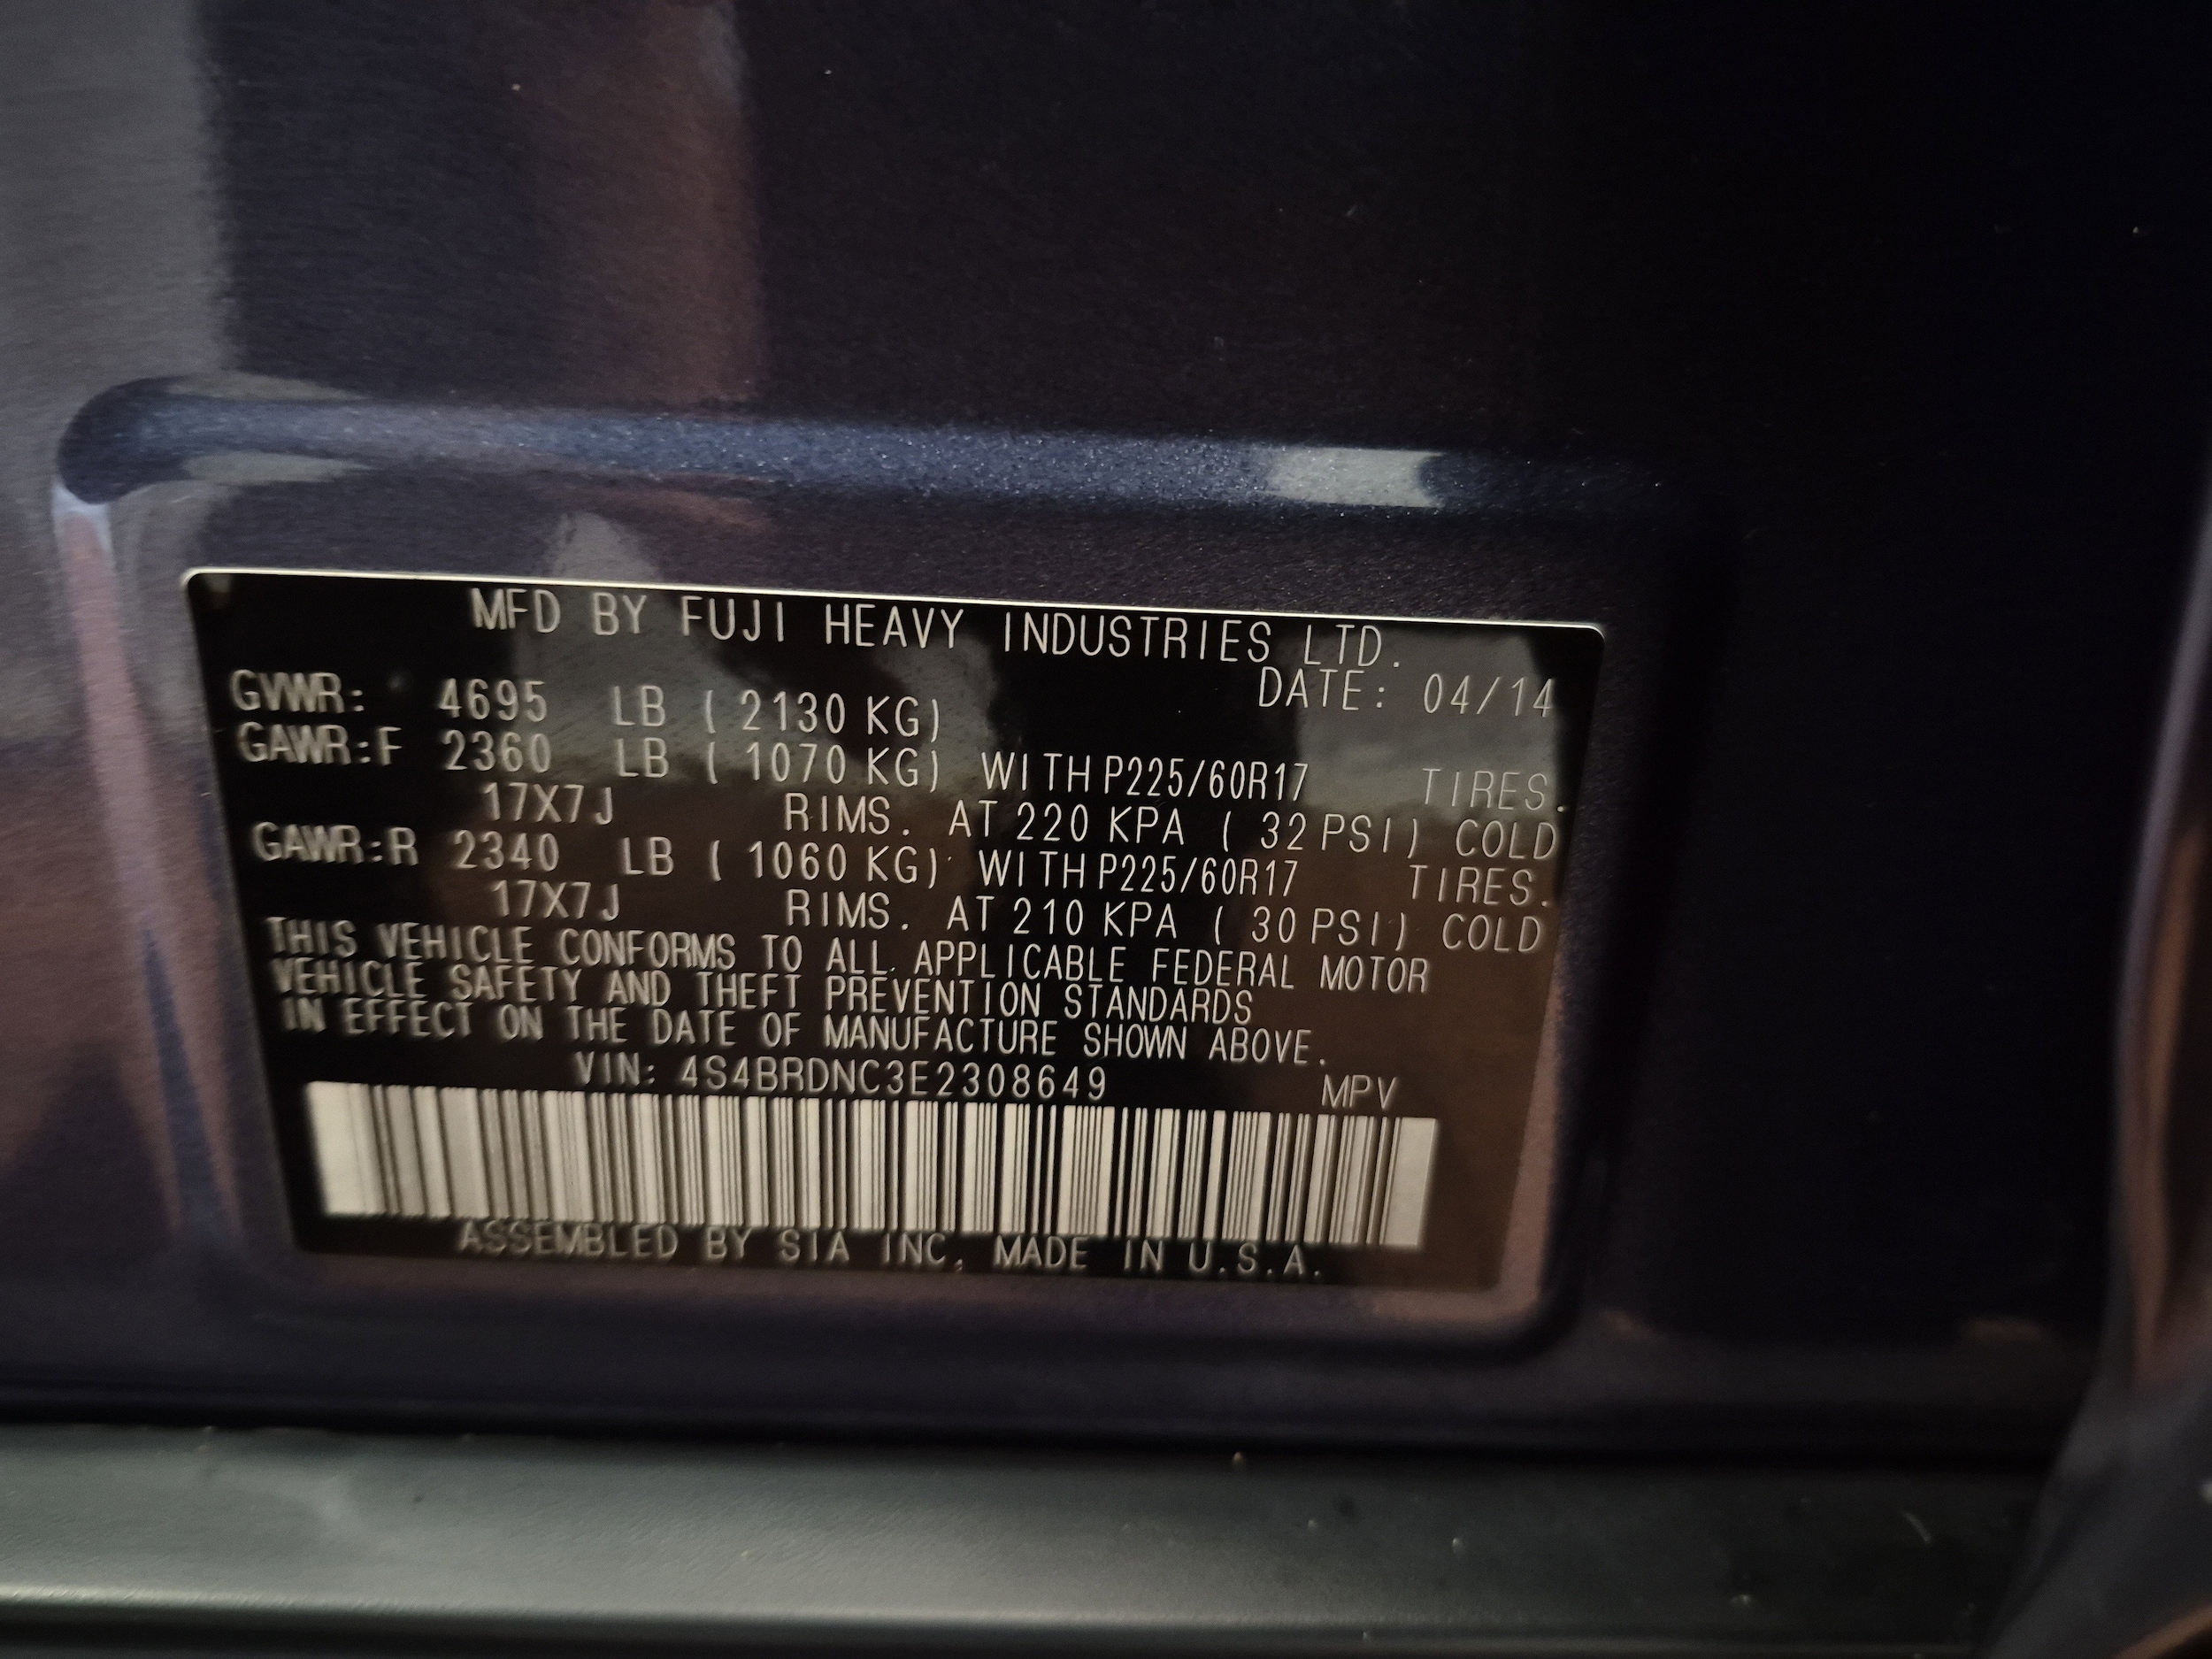 MFD BY FUJI HEAVY INDUSTRIES LTD.
DATE: 04/14
GVWR: 4695 LB ( 2130 KG)
GAWR:F 2360 LB ( 1070 KG) WITH P225/60R17 TIRES.
17X7J RIMS. AT 220 KPA ( 32 PSI) COLD
GAWR:R 2340 LB ( 1060 KG) WITH P225/60R17 TIRES.
17X7J RIMS. AT 210 KPA ( 30 PSI) COLD
THIS VEHICLE CONFORMS TO ALL APPLICABLE FEDERAL MOTOR
VEHICLE SAFETY AND THEFT PREVENTION STANDARDS
IN EFFECT ON THE DATE OF MANUFACTURE SHOWN ABOVE.
VIN: 4S4BRDNC3E2308649 MPV
ASSEMBLED BY SIA INC, MADE IN U.S.A.